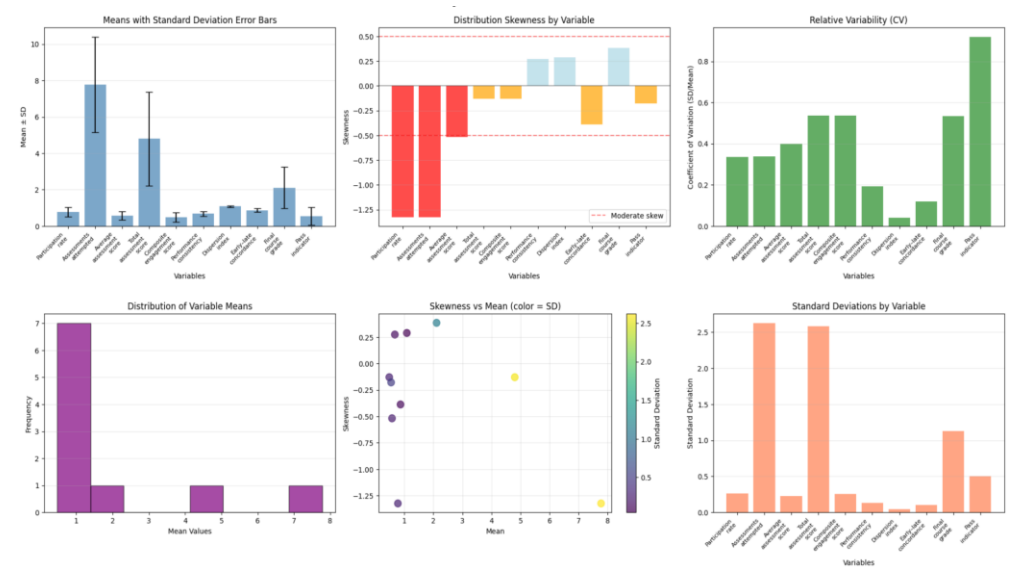 Means with Standard Deviation Error Bars
10
8
6
4
2
0
Mean ± SD
Participation
rate
Assessments
attempted
Average
assessment
score
Total
assessment
score
Composite
engagement
score
Performance
consistency
Dispersion
index
Early-late
concordance
Final
course
grade
Pass
indicator
Variables
Distribution Skewness by Variable
0.50
0.25
0.00
−0.25
−0.50
−0.75
−1.00
−1.25
Skewness
Moderate skew
Participation
rate
Assessments
attempted
Average
assessment
score
Total
assessment
score
Composite
engagement
score
Performance
consistency
Dispersion
index
Early-late
concordance
Final
course
grade
Pass
indicator
Variables
Relative Variability (CV)
0.8
0.6
0.4
0.2
0.0
Coefficient of Variation (SD/Mean)
Participation
rate
Assessments
attempted
Average
assessment
score
Total
assessment
score
Composite
engagement
score
Performance
consistency
Dispersion
index
Early-late
concordance
Final
course
grade
Pass
indicator
Variables
Distribution of Variable Means
7
6
5
4
3
2
1
0
Frequency
1 2 3 4 5 6 7 8
Mean Values
Skewness vs Mean (color = SD)
0.25
0.00
−0.25
−0.50
−0.75
−1.00
−1.25
Skewness
1 2 3 4 5 6 7 8
Mean
2.5
2.0
1.5
1.0
0.5
Standard Deviation
Standard Deviations by Variable
2.5
2.0
1.5
1.0
0.5
0.0
Standard Deviation
Participation
rate
Assessments
attempted
Average
assessment
score
Total
assessment
score
Composite
engagement
score
Performance
consistency
Dispersion
index
Early-late
concordance
Final
course
grade
Pass
indicator
Variables